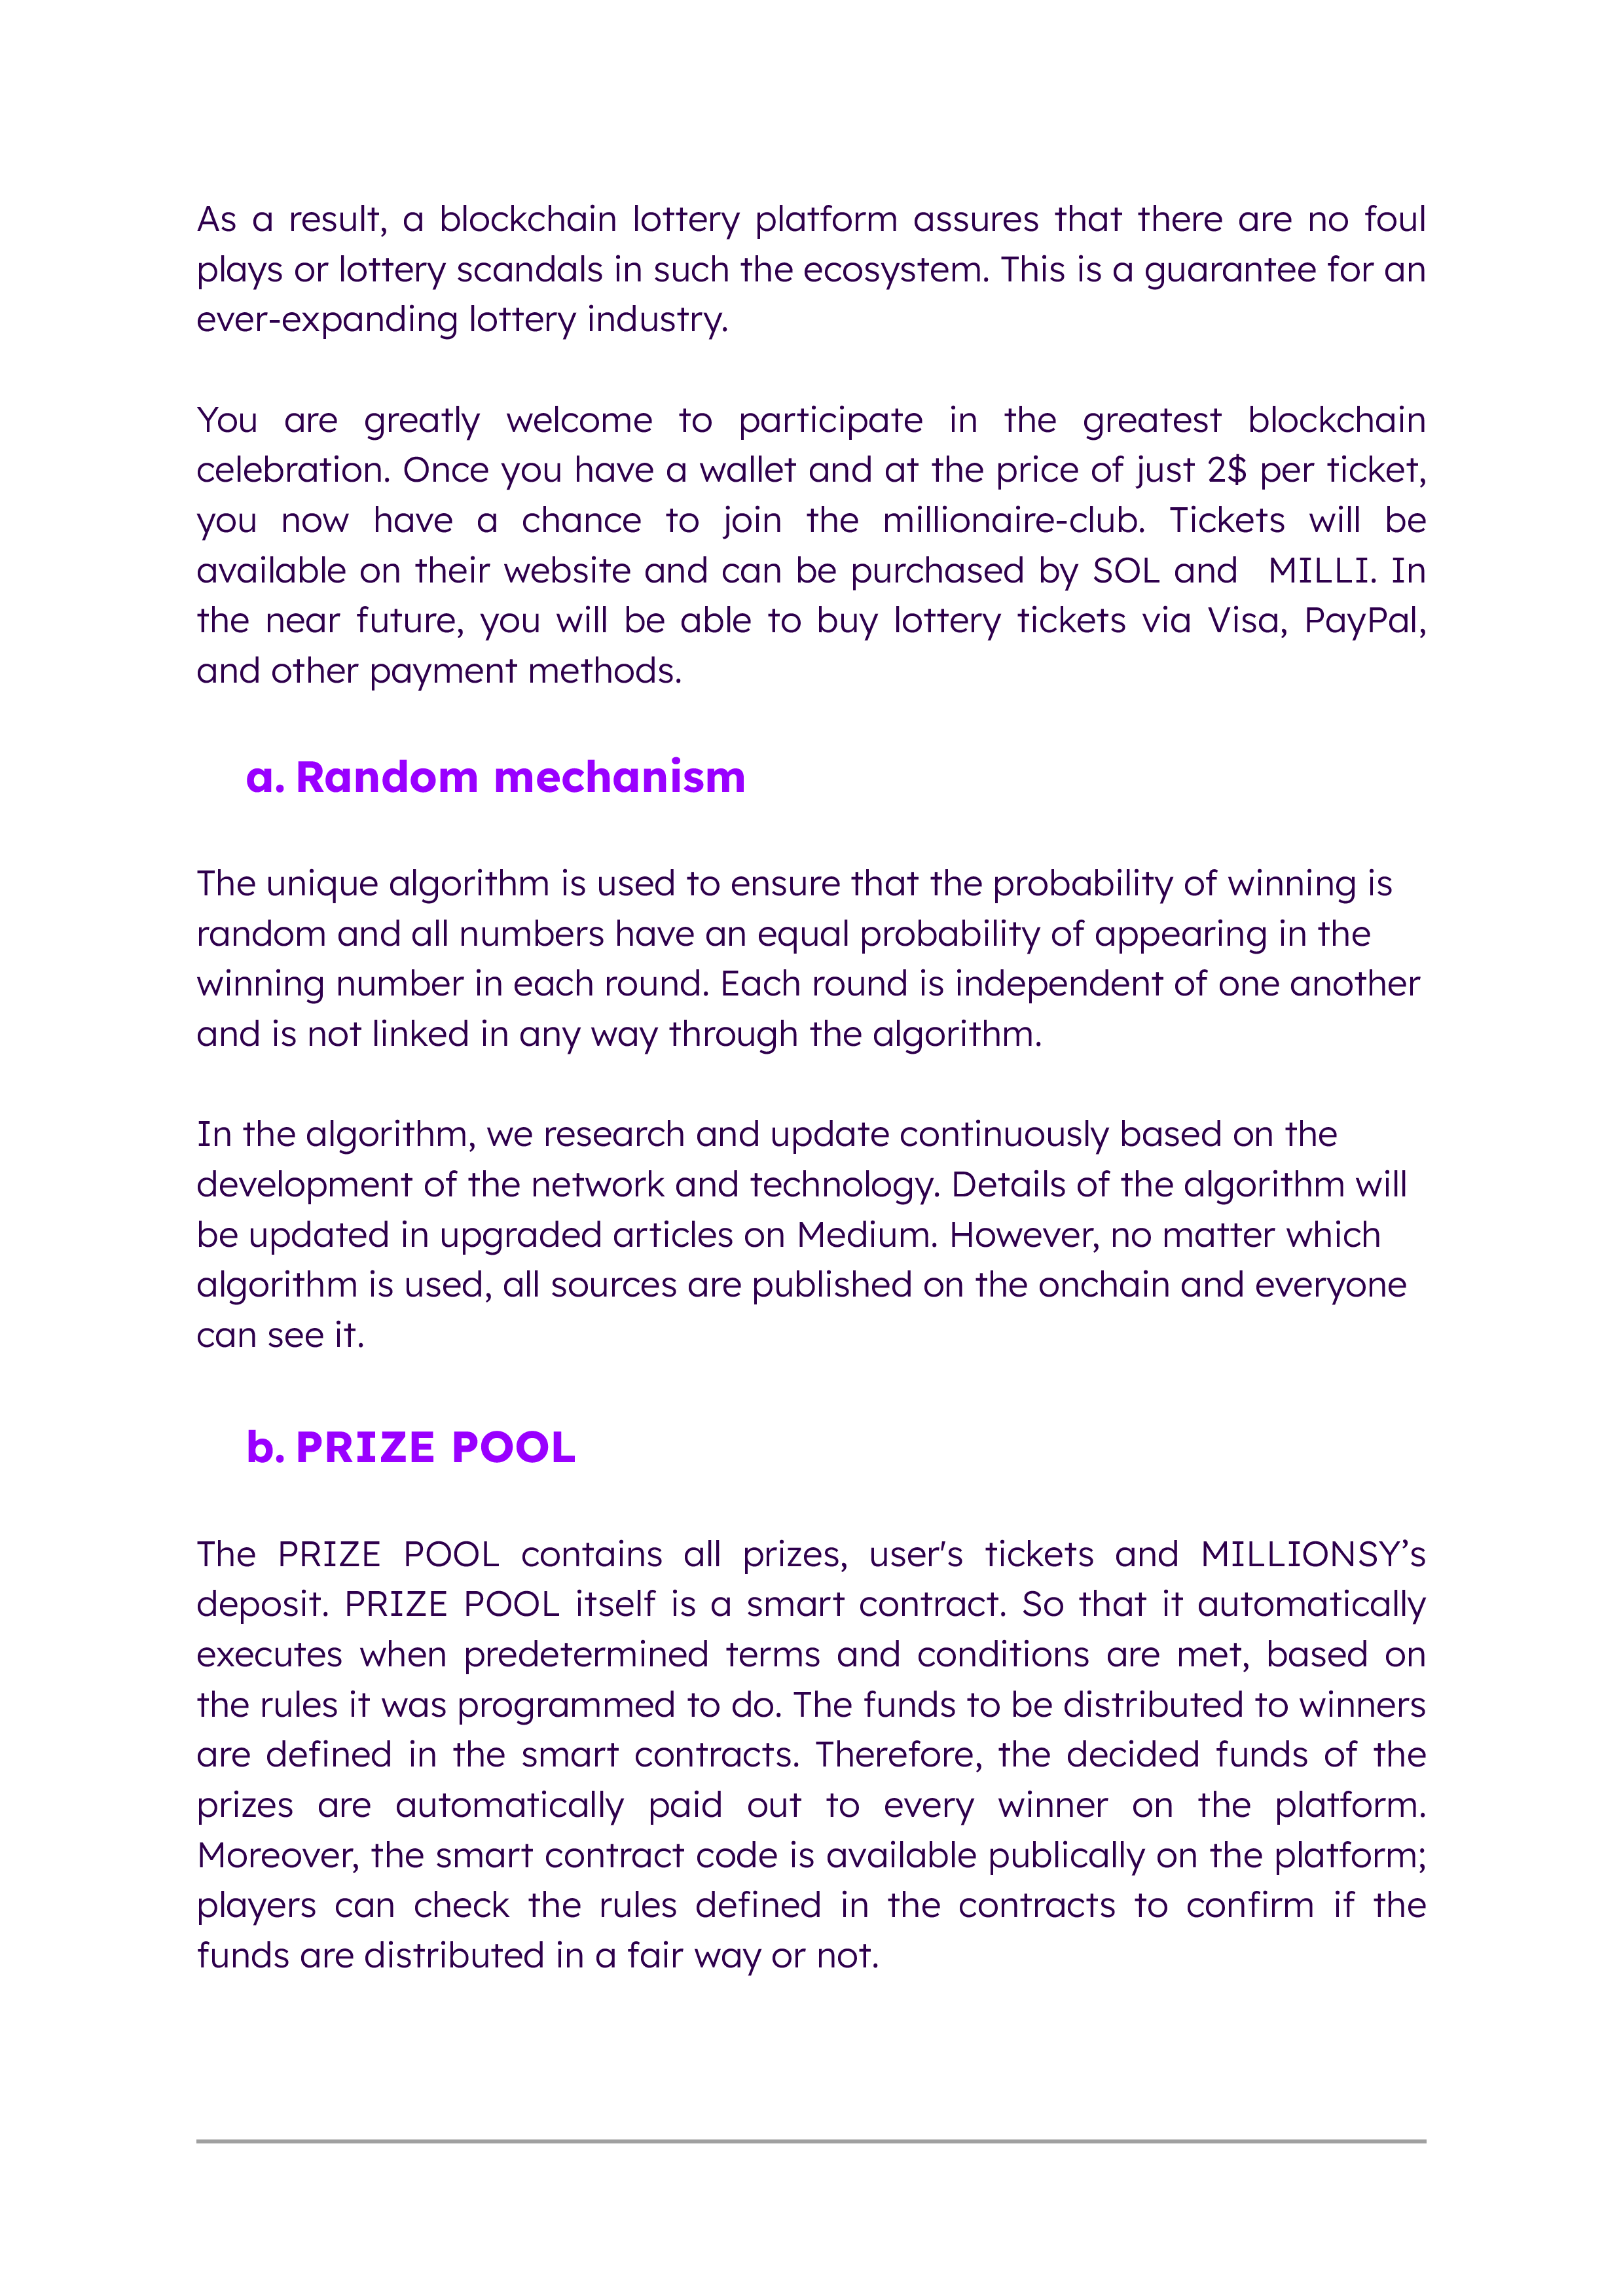 As a result, a blockchain lottery platform assures that there are no foul
plays or lottery scandals in such the ecosystem. This is a guarantee for an
ever-expanding lottery industry.
You are greatly welcome to participate in the greatest blockchain
celebration. Once you have a wallet and at the price of just 2$ per ticket,
you now have a chance to join the millionaire-club. Tickets will be
available on their website and can be purchased by SOL and MILLI. In
the near future, you will be able to buy lottery tickets via Visa, PayPal,
and other payment methods.
a. Random mechanism
The unique algorithm is used to ensure that the probability of winning is
random and all numbers have an equal probability of appearing in the
winning number in each round. Each round is independent of one another
and is not linked in any way through the algorithm.
In the algorithm, we research and update continuously based on the
development of the network and technology. Details of the algorithm will
be updated in upgraded articles on Medium. However, no matter which
algorithm is used, all sources are published on the onchain and everyone
can see it.
b. PRIZE POOL
The PRIZE POOL contains all prizes, user's tickets and MILLIONSY’s
deposit. PRIZE POOL itself is a smart contract. So that it automatically
executes when predetermined terms and conditions are met, based on
the rules it was programmed to do. The funds to be distributed to winners
are defined in the smart contracts. Therefore, the decided funds of the
prizes are automatically paid out to every winner on the platform.
Moreover, the smart contract code is available publically on the platform;
players can check the rules defined in the contracts to confirm if the
funds are distributed in a fair way or not.